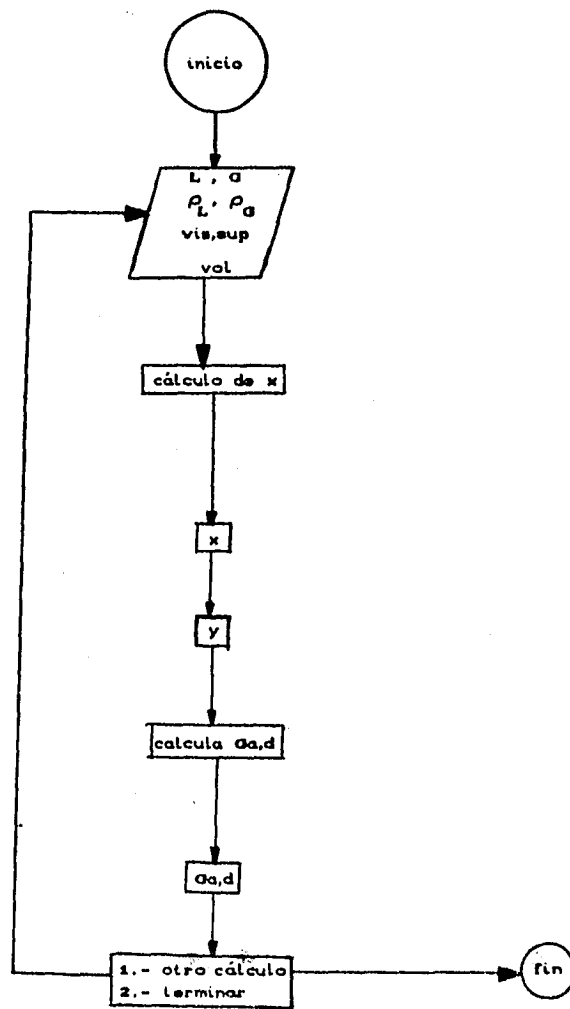 inicio
L , G
ρL, ρG
vis,sup
vol
cálculo de x
x
y
calcula Ga,d
Ga,d
1.- otro cálculo
2.- terminar
fin